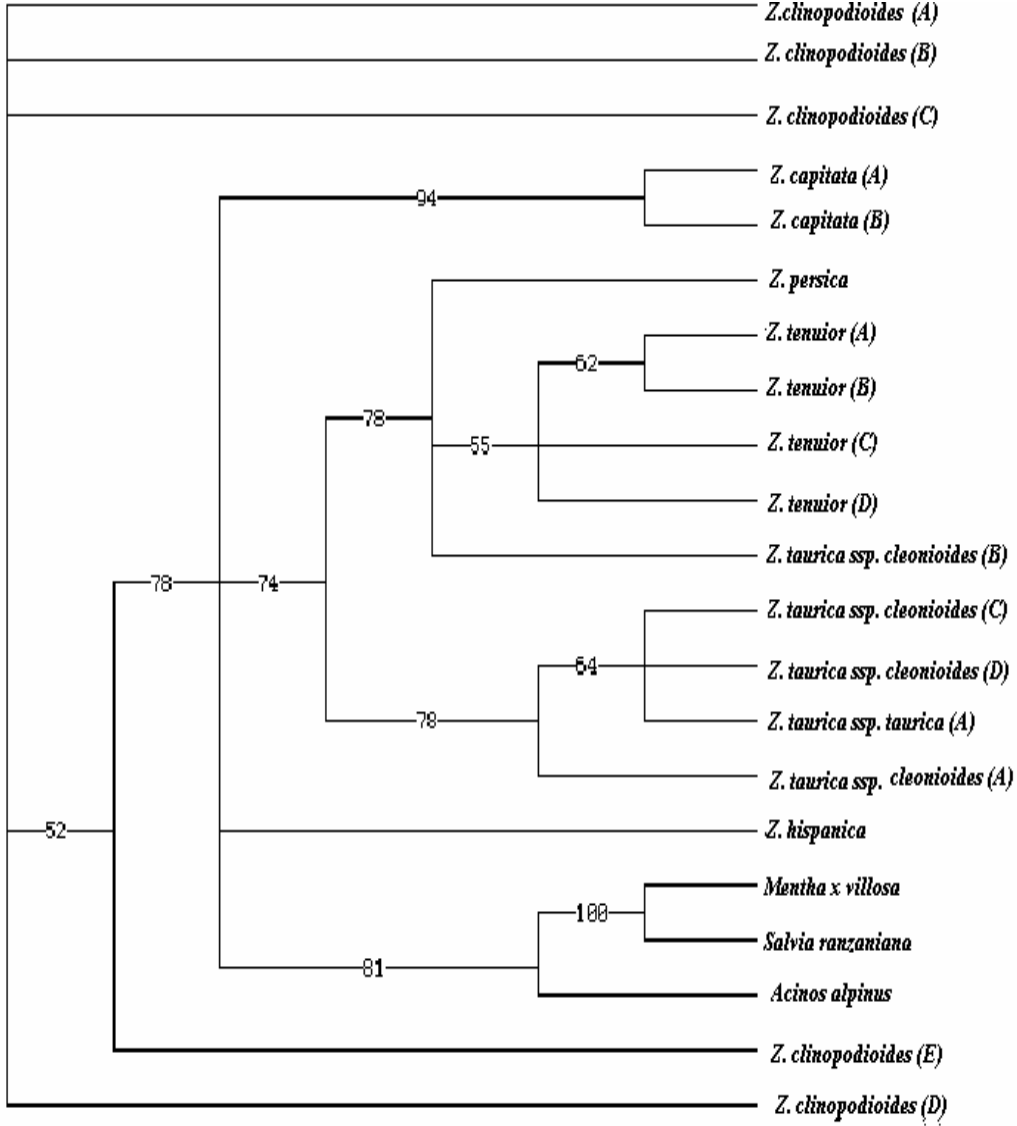 Z.clinopodioides (A)
Z. clinopodioides (B)
Z. clinopodioides (C)
Z. capitata (A)
94
Z. capitata (B)
Z. persica
Z. tenuior (A)
62
Z. tenuior (B)
78
Z. tenuior (C)
55
Z. tenuior (D)
Z. taurica ssp. cleonioides (B)
78
74
Z. taurica ssp. cleonioides (C)
64
Z. taurica ssp. cleonioides (D)
78
Z. taurica ssp. taurica (A)
Z. taurica ssp. cleonioides (A)
52
Z. hispanica
Mentha x villosa
100
Salvia ranzaniana
81
Acinos alpinus
Z. clinopodioides (E)
Z. clinopodioides (D)